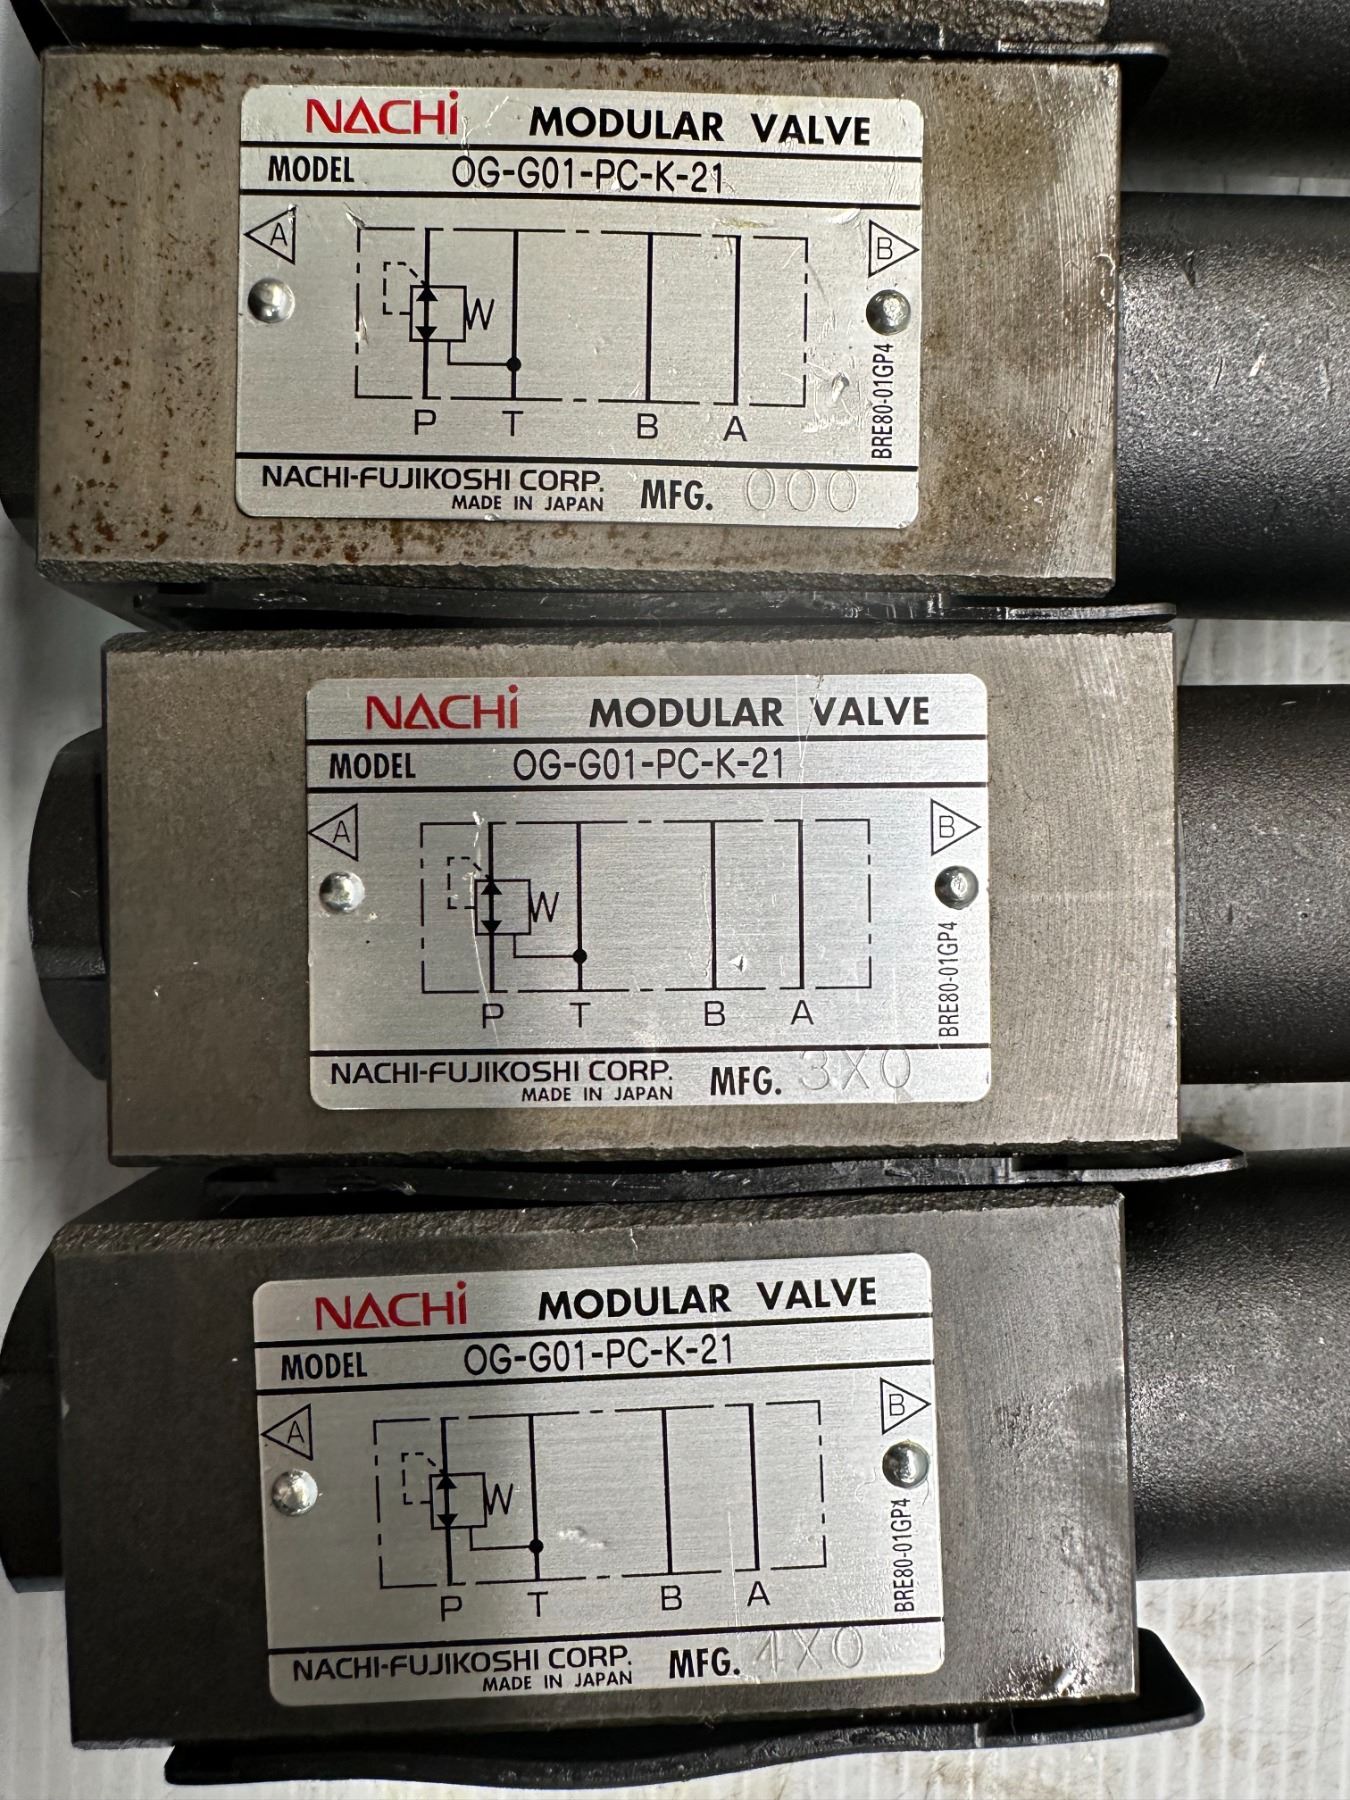 NACHi MODULAR VALVE
MODEL OG-G01-PC-K-21
A B
W
P T B A
BRE80-01GP4
NACHI-FUJIKOSHI CORP.
MADE IN JAPAN MFG. 000
NACHi MODULAR VALVE
MODEL OG-G01-PC-K-21
A B
W
P T B A
BRE80-01GP4
NACHI-FUJIKOSHI CORP.
MADE IN JAPAN MFG. 3X0
NACHi MODULAR VALVE
MODEL OG-G01-PC-K-21
A B
W
P T B A
BRE80-01GP4
NACHI-FUJIKOSHI CORP.
MADE IN JAPAN MFG.